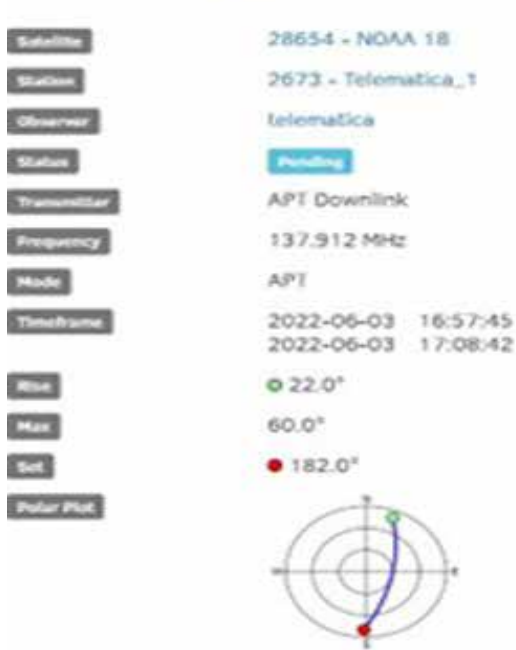 Satellite 28654 - NOAA 18
Station 2673 - Telematica_1
Observer telematica
Status Pending
Transmitter APT Downlink
Frequency 137.912 MHz
Mode APT
Timeframe 2022-06-03 16:57:45
2022-06-03 17:08:42
Rise 22.0°
Max 60.0°
Set 182.0°
Polar Plot